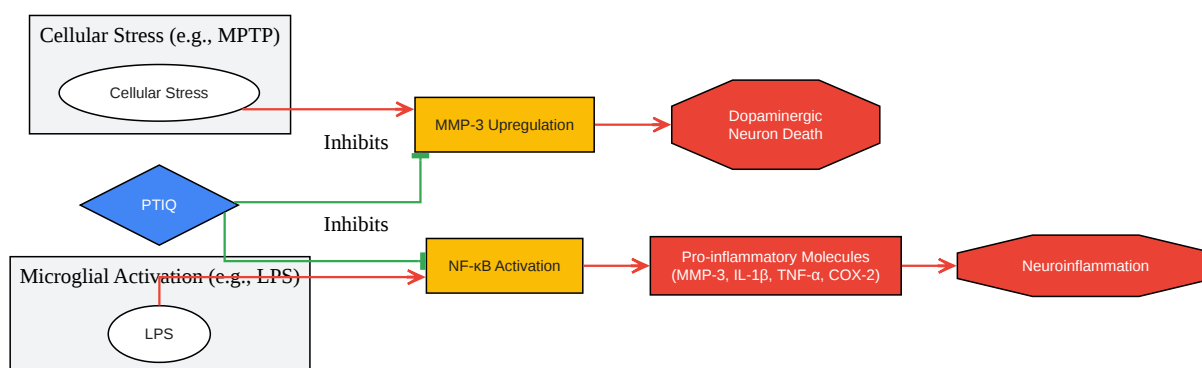 Cellular Stress (e.g., MPTP)
Cellular Stress
MMP-3 Upregulation
Dopaminergic
Neuron Death
Inhibits
PTIQ
Inhibits
Microglial Activation (e.g., LPS)
NF-κB Activation
Pro-inflammatory Molecules
(MMP-3, IL-1β, TNF-α, COX-2)
Neuroinflammation
LPS